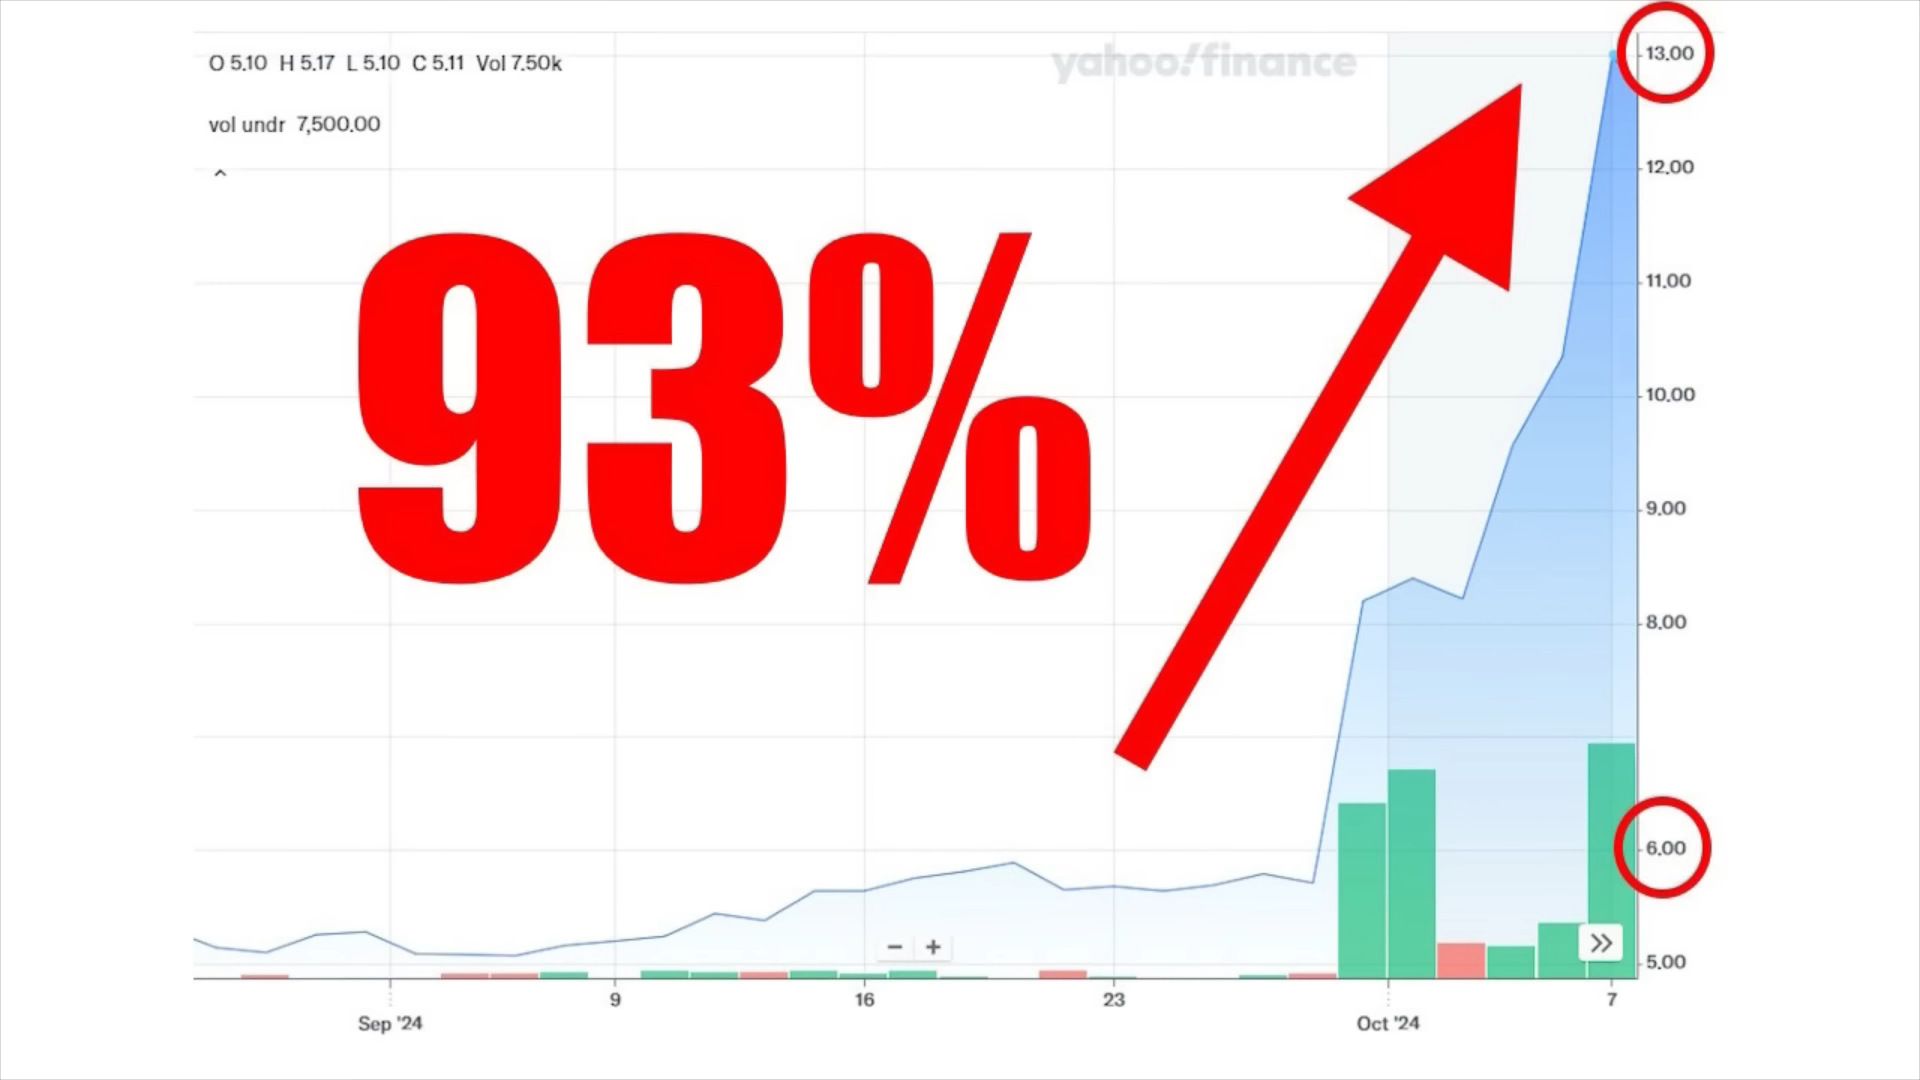 O 5.10 H 5.17 L 5.10 C 5.11 Vol 7.50k
yahoo!finance
vol undr 7,500.00
93%
13.00
12.00
11.00
10.00
9.00
8.00
6.00
5.00
9
16
23
7
Sep '24
Oct '24